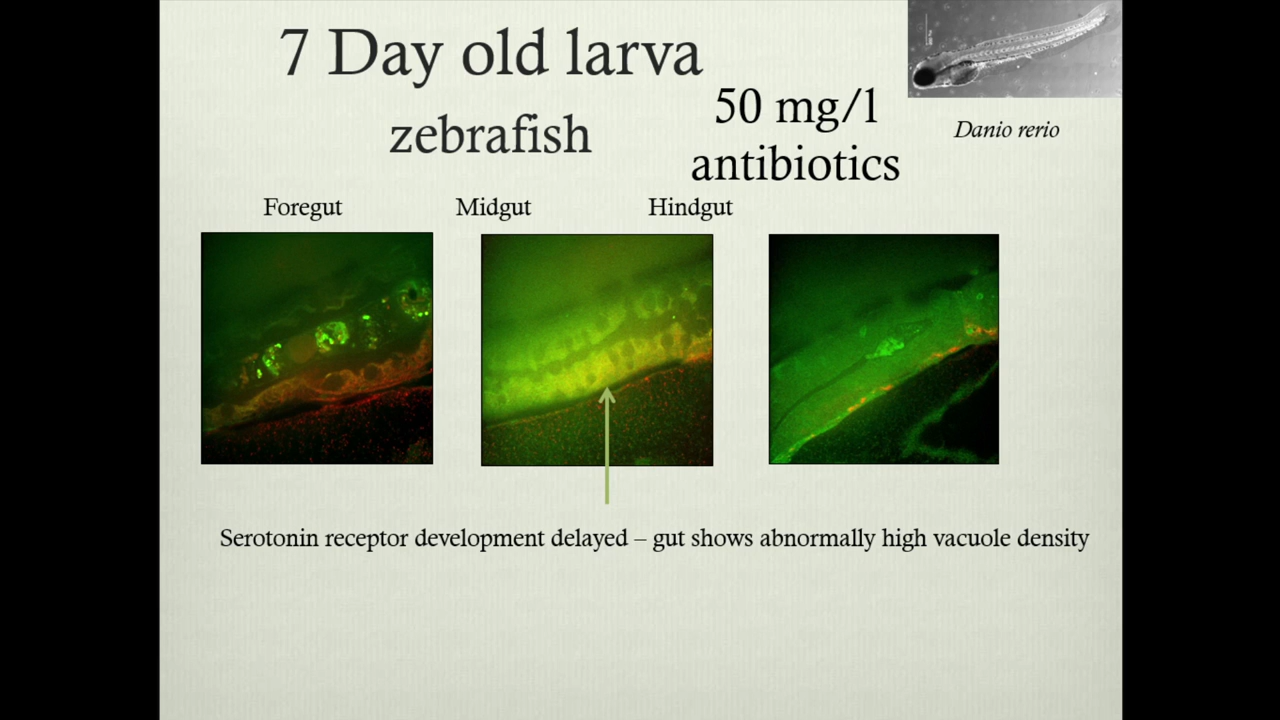 7 Day old larva
zebrafish
50 mg/l
antibiotics
Danio rerio
Foregut
Midgut
Hindgut
Serotonin receptor development delayed – gut shows abnormally high vacuole density